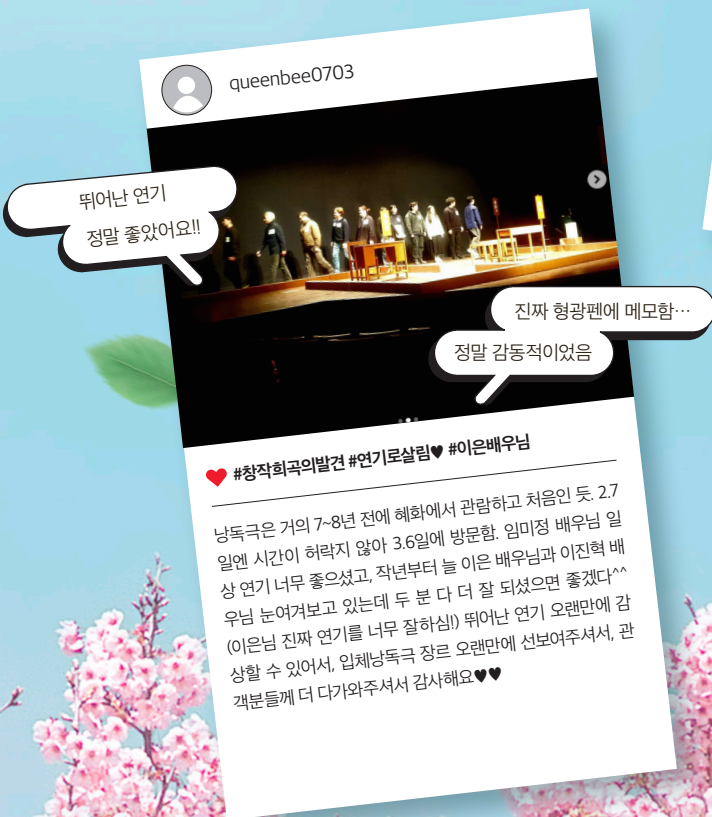 queenbee0703
뛰어난 연기
정말 좋았어요!!
진짜 형광펜에 메모함…
정말 감동적이었음
#창작희곡의발견 #연기로살림♥ #이은배우님
낭독극은 거의 7~8년 전에 혜화에서 관람하고 처음인 듯. 2.7
일엔 시간이 허락지 않아 3.6일에 방문함. 임미정 배우님 일
상 연기 너무 좋으셨고, 작년부터 늘 이은 배우님과 이진혁 배
우님 눈여겨보고 있는데 두 분 다 더 잘 되셨으면 좋겠다^^
(이은님 진짜 연기를 너무 잘하심!) 뛰어난 연기 오랜만에 감
상할 수 있어서, 입체낭독극 장르 오랜만에 선보여주셔서, 관
객분들께 더 다가와주셔서 감사해요♥♥